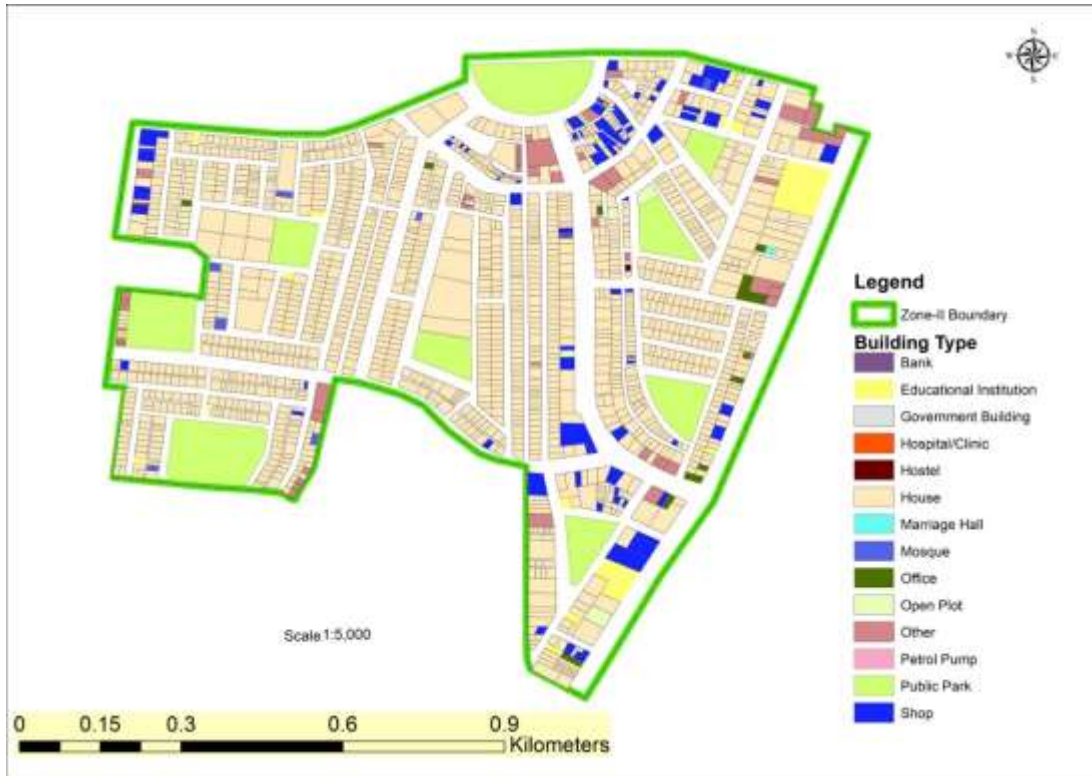 Legend
Zone-II Boundary
Building Type
Bank
Educational Institution
Government Building
Hospital/Clinic
Hostel
House
Marriage Hall
Mosque
Office
Open Plot
Other
Petrol Pump
Public Park
Shop
Scale 1:5,000
0 0.15 0.3 0.6 0.9
Kilometers